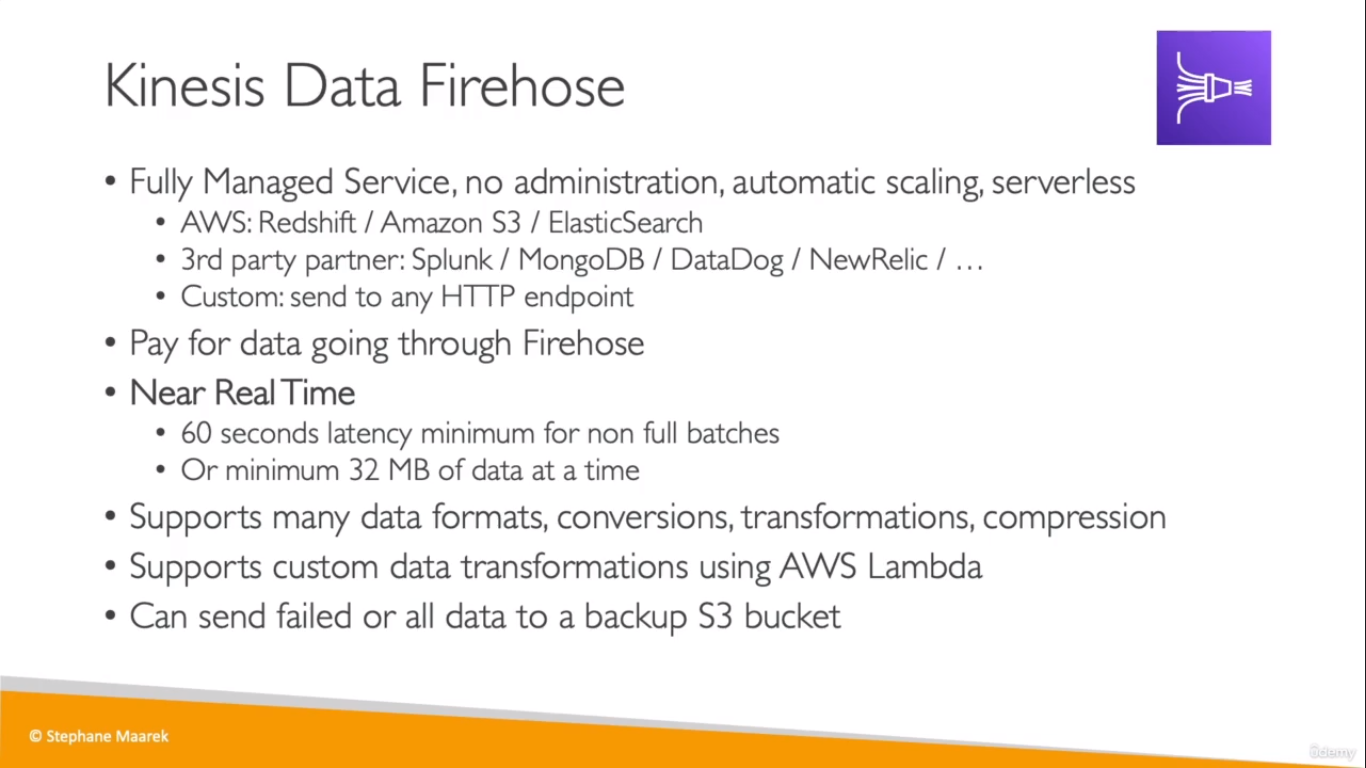 Kinesis Data Firehose
• Fully Managed Service, no administration, automatic scaling, serverless
• AWS: Redshift / Amazon S3 / ElasticSearch
• 3rd party partner: Splunk / MongoDB / DataDog / NewRelic / …
• Custom: send to any HTTP endpoint
• Pay for data going through Firehose
• Near Real Time
• 60 seconds latency minimum for non full batches
• Or minimum 32 MB of data at a time
• Supports many data formats, conversions, transformations, compression
• Supports custom data transformations using AWS Lambda
• Can send failed or all data to a backup S3 bucket
© Stephane Maarek
ûdemy